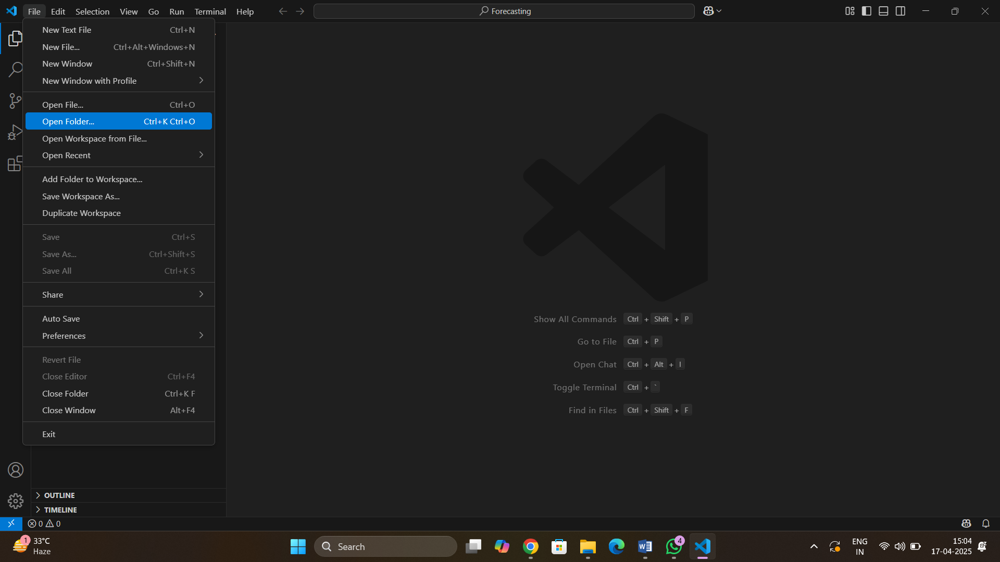 File Edit Selection View Go Run Terminal Help Forecasting
New Text File Ctrl+N
New File... Ctrl+Alt+Windows+N
New Window Ctrl+Shift+N
New Window with Profile
Open File... Ctrl+O
Open Folder... Ctrl+K Ctrl+O
Open Workspace from File...
Open Recent
Add Folder to Workspace...
Save Workspace As...
Duplicate Workspace
Save Ctrl+S
Save As... Ctrl+Shift+S
Save All Ctrl+K S
Share
Auto Save
Preferences
Revert File
Close Editor Ctrl+F4
Close Folder Ctrl+K F
Close Window Alt+F4
Exit
Show All Commands Ctrl + Shift + P
Go to File Ctrl + P
Open Chat Ctrl + Alt + I
Toggle Terminal Ctrl + `
Find in Files Ctrl + Shift + F
OUTLINE
TIMELINE
0 0
1
33°C
Haze
Search
W
4
ENG
IN
15:04
17-04-2025